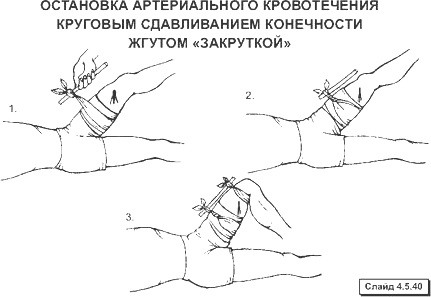 ОСТАНОВКА АРТЕРИАЛЬНОГО КРОВОТЕЧЕНИЯ
КРУГОВЫМ СДАВЛИВАНИЕМ КОНЕЧНОСТИ
ЖГУТОМ «ЗАКРУТКОЙ»
1.
2.
3.
Слайд 4.5.40